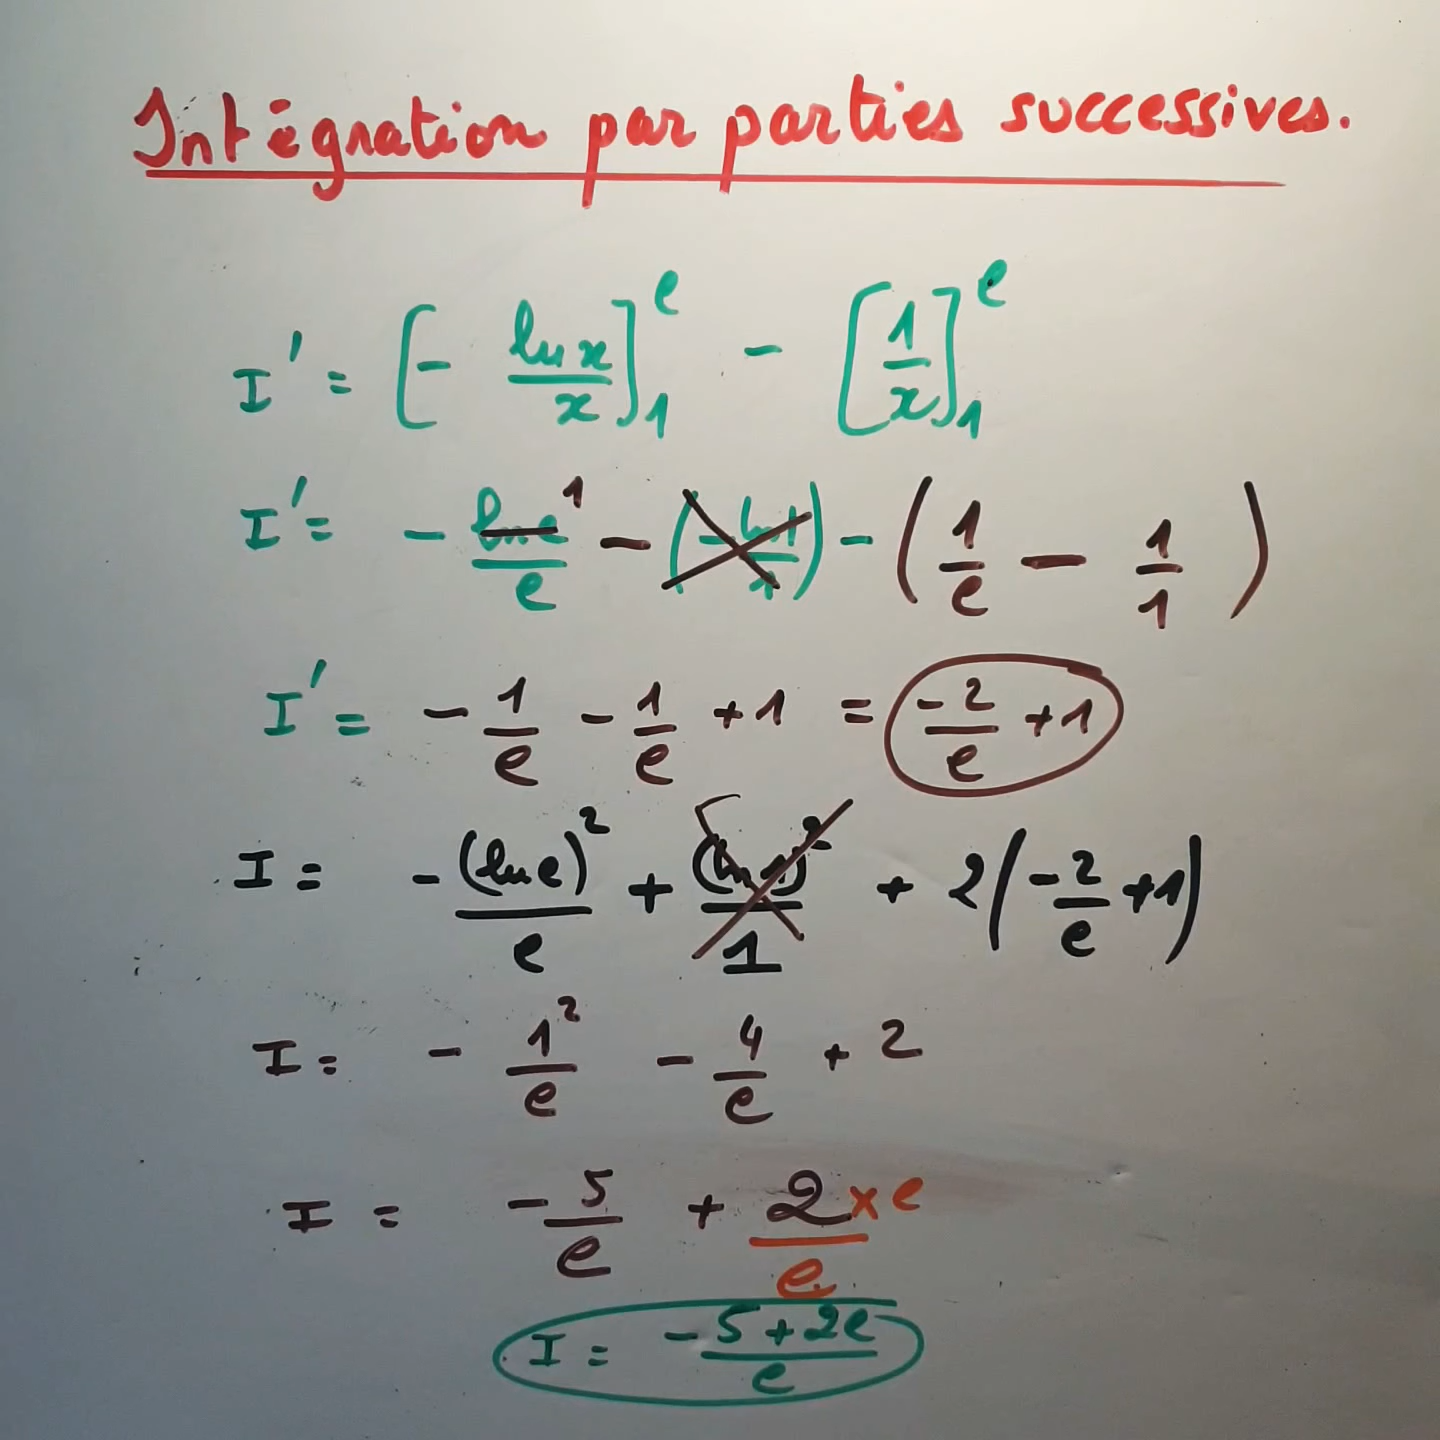 Intégration par parties successives.
I' = [- ln x / x]₁ᵉ - [1/x]₁ᵉ
I' = - ln e¹ / e - (- ln 1 / 1) - (1/e - 1/1)
I' = - 1/e - 1/e + 1 = -2/e + 1
I = - (ln e)² / e + (ln 1)² / 1 + 2(-2/e + 1)
I = - 1²/e - 4/e + 2
I = - 5/e + 2 x e / e
I = - 5 + 2e / e